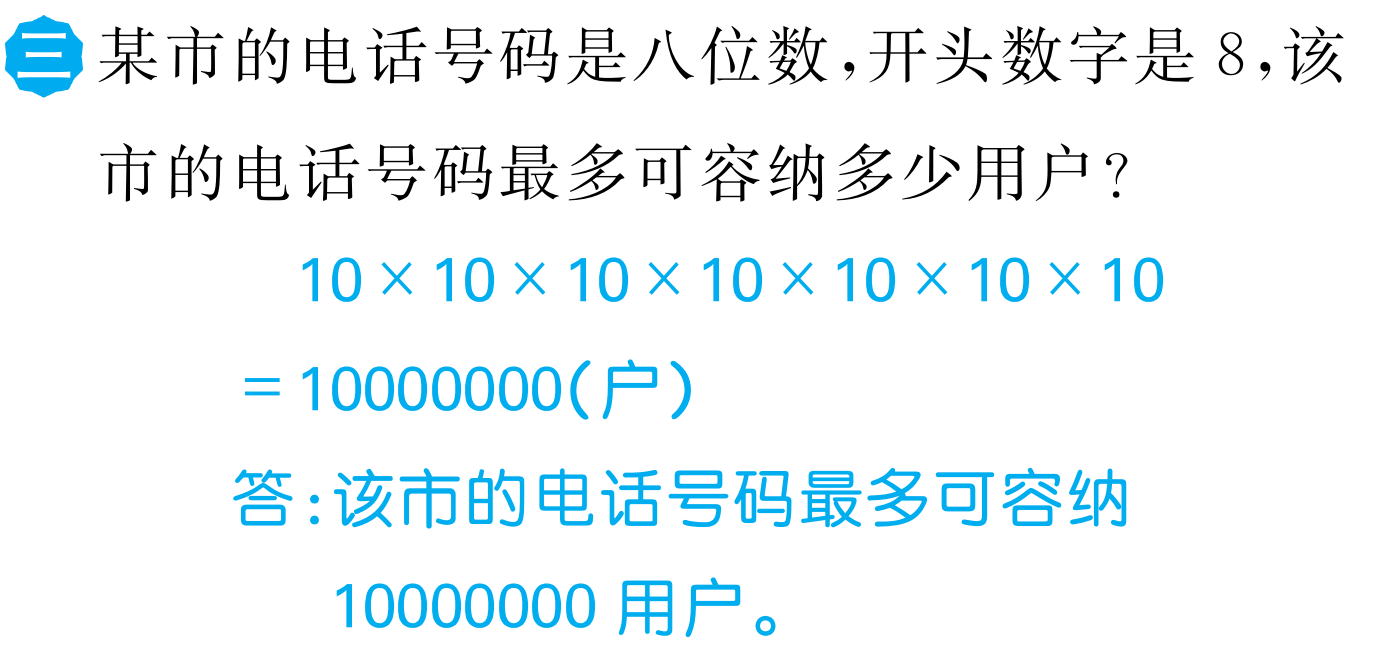 三 某市的电话号码是八位数,开头数字是 8,该
市的电话号码最多可容纳多少用户?
10×10×10×10×10×10×10
=10000000(户)
答:该市的电话号码最多可容纳
10000000 用户。